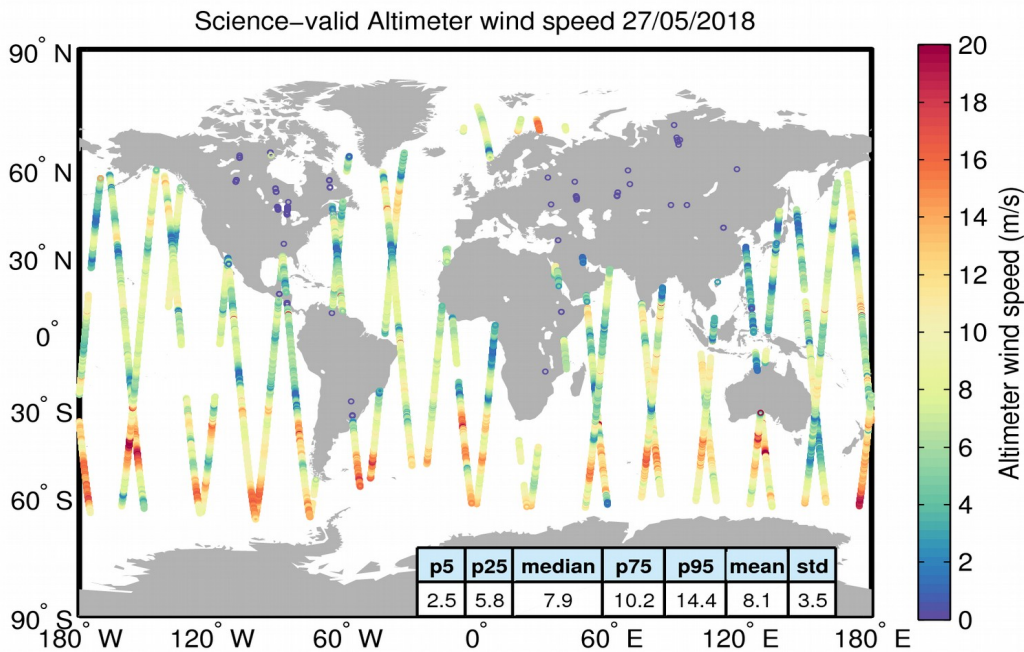 Science−valid Altimeter wind speed 27/05/2018
90° N
60° N
30° N
0°
30° S
60° S
90° S
180° W
120° W
60° W
0°
60° E
120° E
180° E
p5 p25 median p75 p95 mean std
2.5 5.8 7.9 10.2 14.4 8.1 3.5
20
18
16
14
12
10
8
6
4
2
0
Altimeter wind speed (m/s)